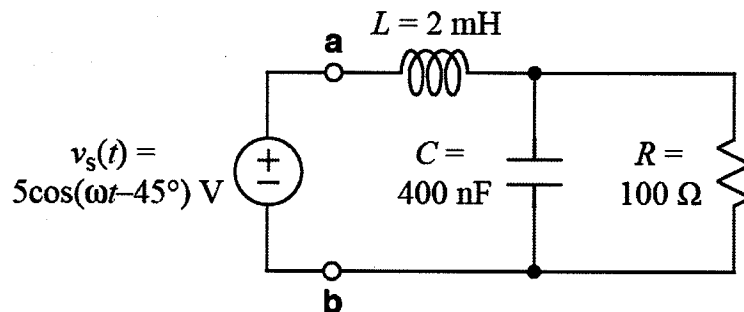 L = 2 mH
a
v_s(t) =
5cos(ωt–45°) V
+
–
C =
400 nF
R =
100 Ω
b